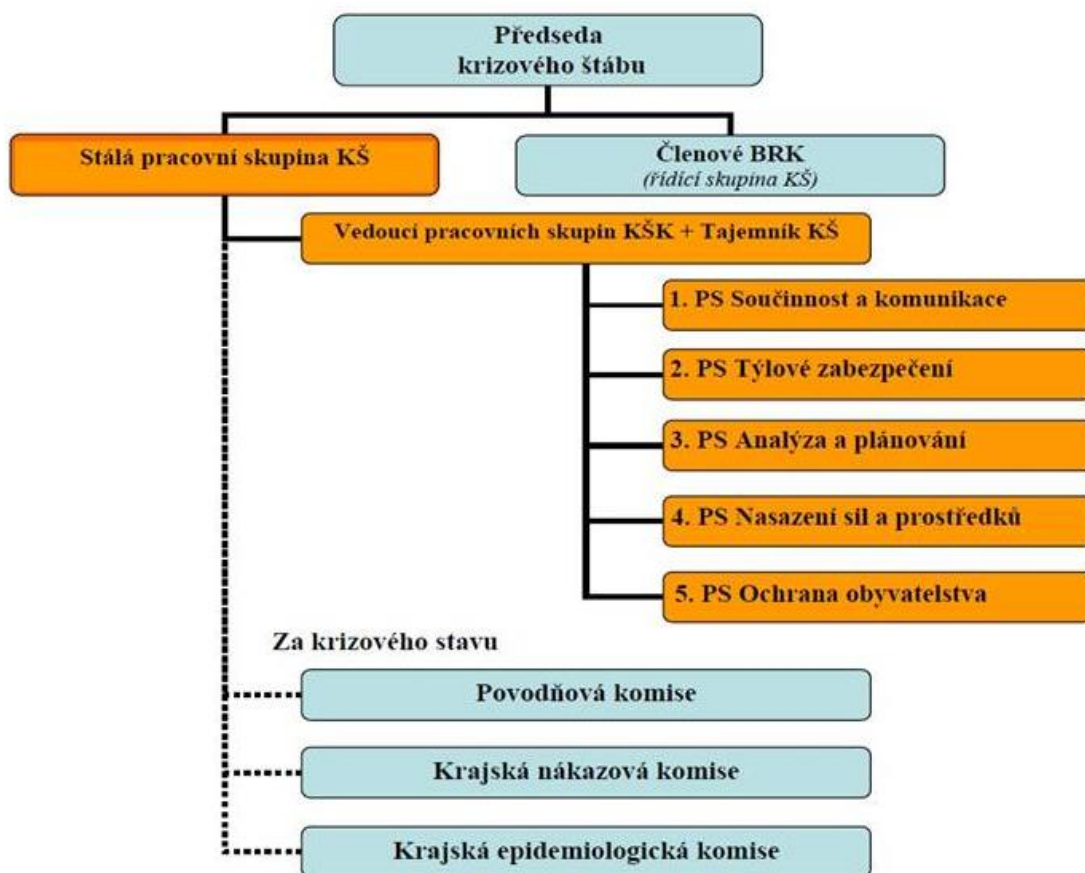 Předseda
krizového štábu
Stálá pracovní skupina KŠ
Členové BRK
(řídící skupina KŠ)
Vedoucí pracovních skupin KŠK + Tajemník KŠ
1. PS Součinnost a komunikace
2. PS Týlové zabezpečení
3. PS Analýza a plánování
4. PS Nasazení sil a prostředků
5. PS Ochrana obyvatelstva
Za krizového stavu
Povodňová komise
Krajská nákazová komise
Krajská epidemiologická komise